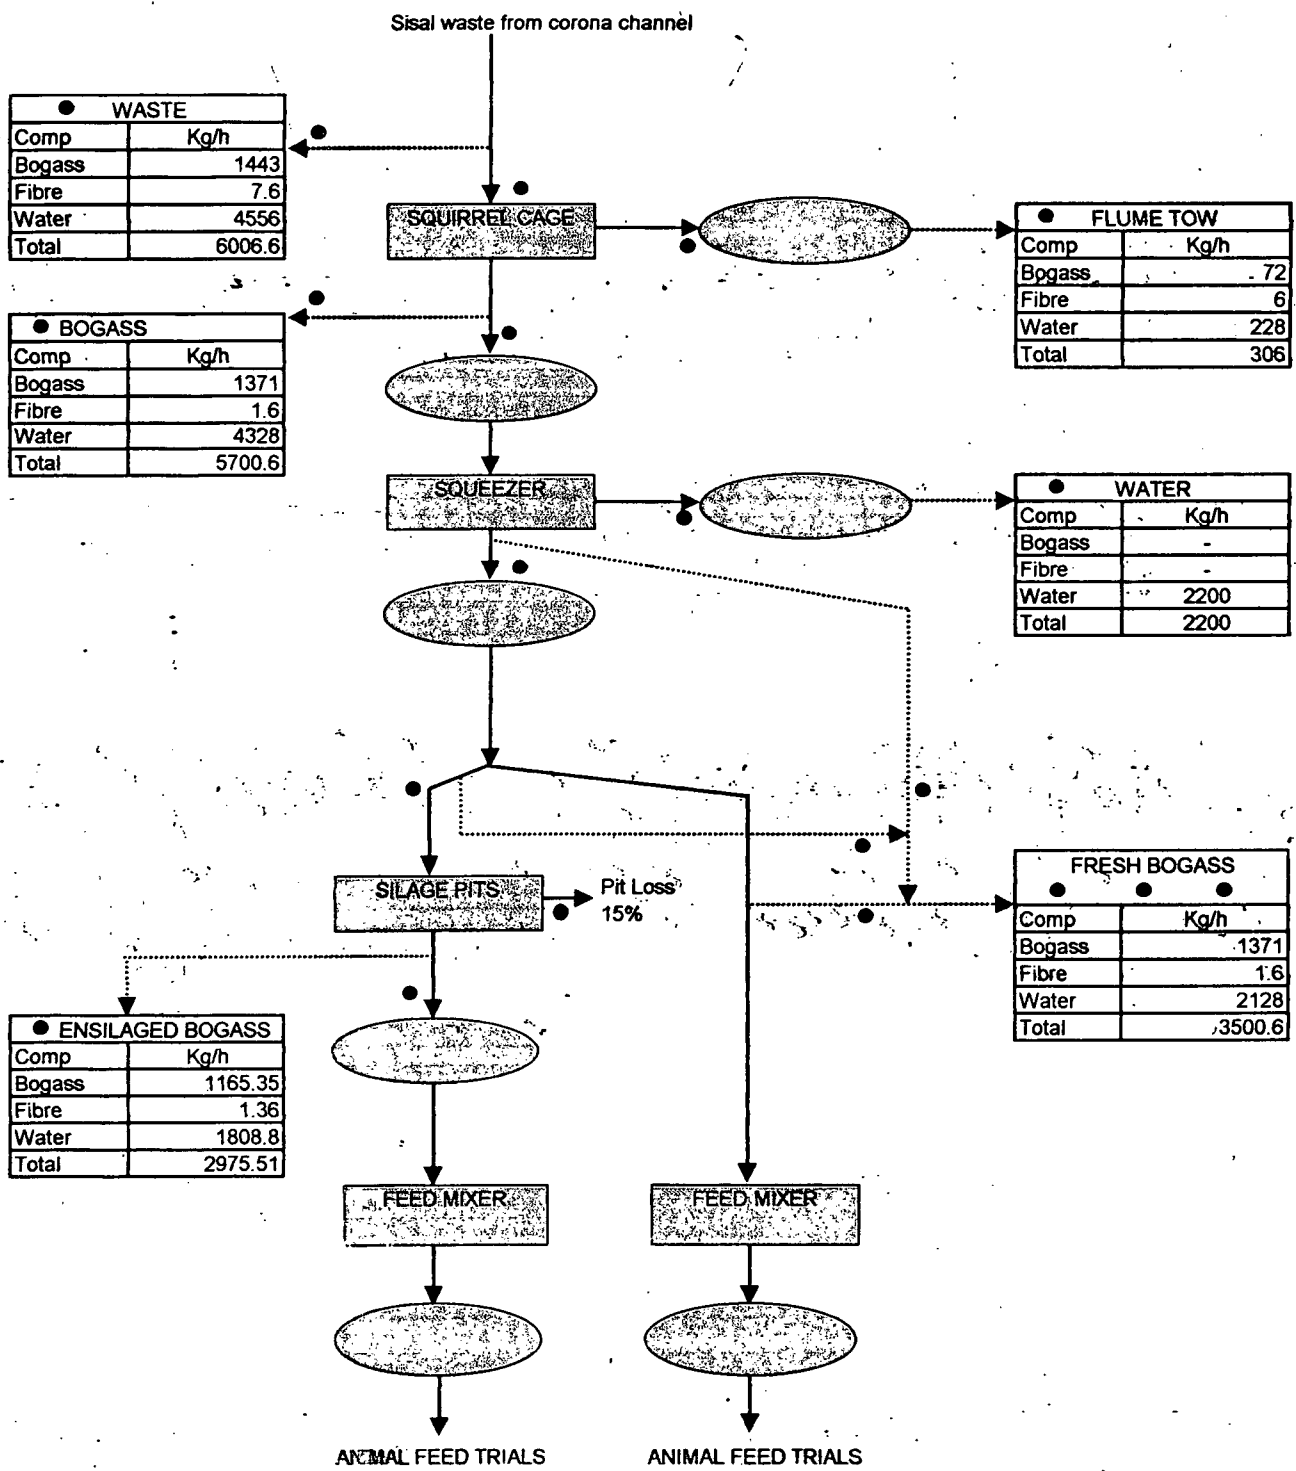 Sisal waste from corona channel
● WASTE
Comp Kg/h
Bogass 1443
Fibre 7.6
Water 4556
Total 6006.6
SQUIRREL CAGE
● FLUME TOW
Comp Kg/h
Bogass 72
Fibre 6
Water 228
Total 306
● BOGASS
Comp Kg/h
Bogass 1371
Fibre 1.6
Water 4328
Total 5700.6
SQUEEZER
● WATER
Comp Kg/h
Bogass -
Fibre -
Water 2200
Total 2200
SILAGE PITS
Pit Loss
15%
FRESH BOGASS
● ● ●
Comp Kg/h
Bogass 1371
Fibre 1.6
Water 2128
Total 3500.6
● ENSILAGED BOGASS
Comp Kg/h
Bogass 1165.35
Fibre 1.36
Water 1808.8
Total 2975.51
FEED MIXER
FEED MIXER
ANIMAL FEED TRIALS
ANIMAL FEED TRIALS